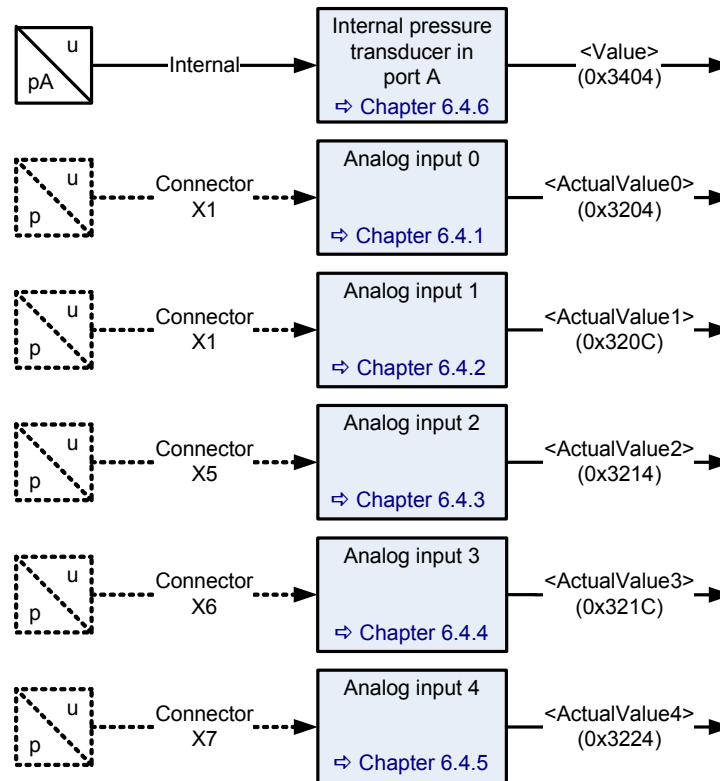 u
pA
Internal
Internal pressure
transducer in
port A
⇨ Chapter 6.4.6
<Value>
(0x3404)
u
p
Connector
X1
Analog input 0
⇨ Chapter 6.4.1
<ActualValue0>
(0x3204)
u
p
Connector
X1
Analog input 1
⇨ Chapter 6.4.2
<ActualValue1>
(0x320C)
u
p
Connector
X5
Analog input 2
⇨ Chapter 6.4.3
<ActualValue2>
(0x3214)
u
p
Connector
X6
Analog input 3
⇨ Chapter 6.4.4
<ActualValue3>
(0x321C)
u
p
Connector
X7
Analog input 4
⇨ Chapter 6.4.5
<ActualValue4>
(0x3224)